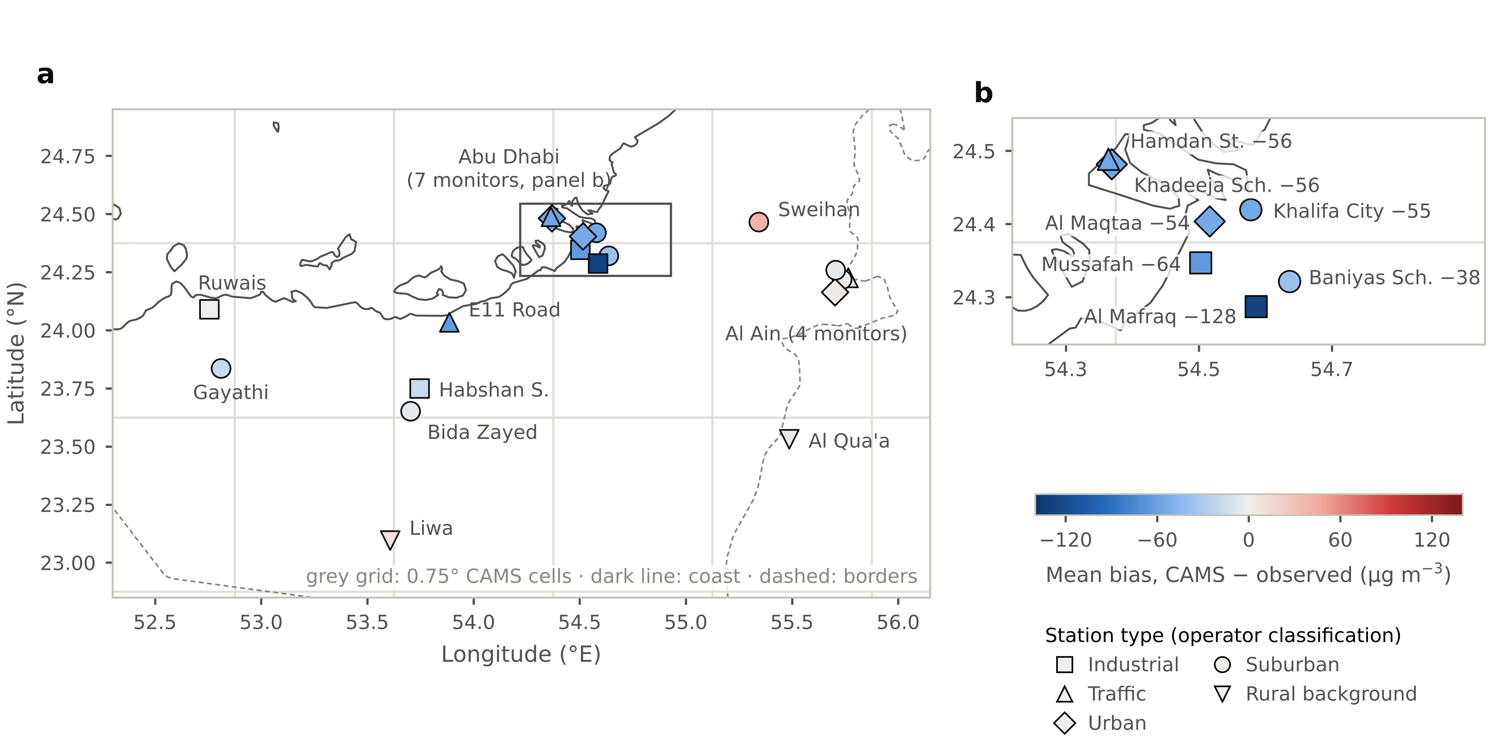 a
Abu Dhabi
(7 monitors, panel b)
Sweihan
Ruwais
E11 Road
Al Ain (4 monitors)
Gayathi
Habshan S.
Bida Zayed
Al Qua'a
Liwa
grey grid: 0.75° CAMS cells · dark line: coast · dashed: borders
24.75
24.50
24.25
24.00
23.75
23.50
23.25
23.00
Latitude (°N)
52.5 53.0 53.5 54.0 54.5 55.0 55.5 56.0
Longitude (°E)
b
Hamdan St. −56
Khadeeja Sch. −56
Khalifa City −55
Al Maqtaa −54
Mussafah −64
Baniyas Sch. −38
Al Mafraq −128
24.5
24.4
24.3
54.3 54.5 54.7
−120 −60 0 60 120
Mean bias, CAMS − observed (μg m⁻³)
Station type (operator classification)
Industrial Suburban
Traffic Rural background
Urban